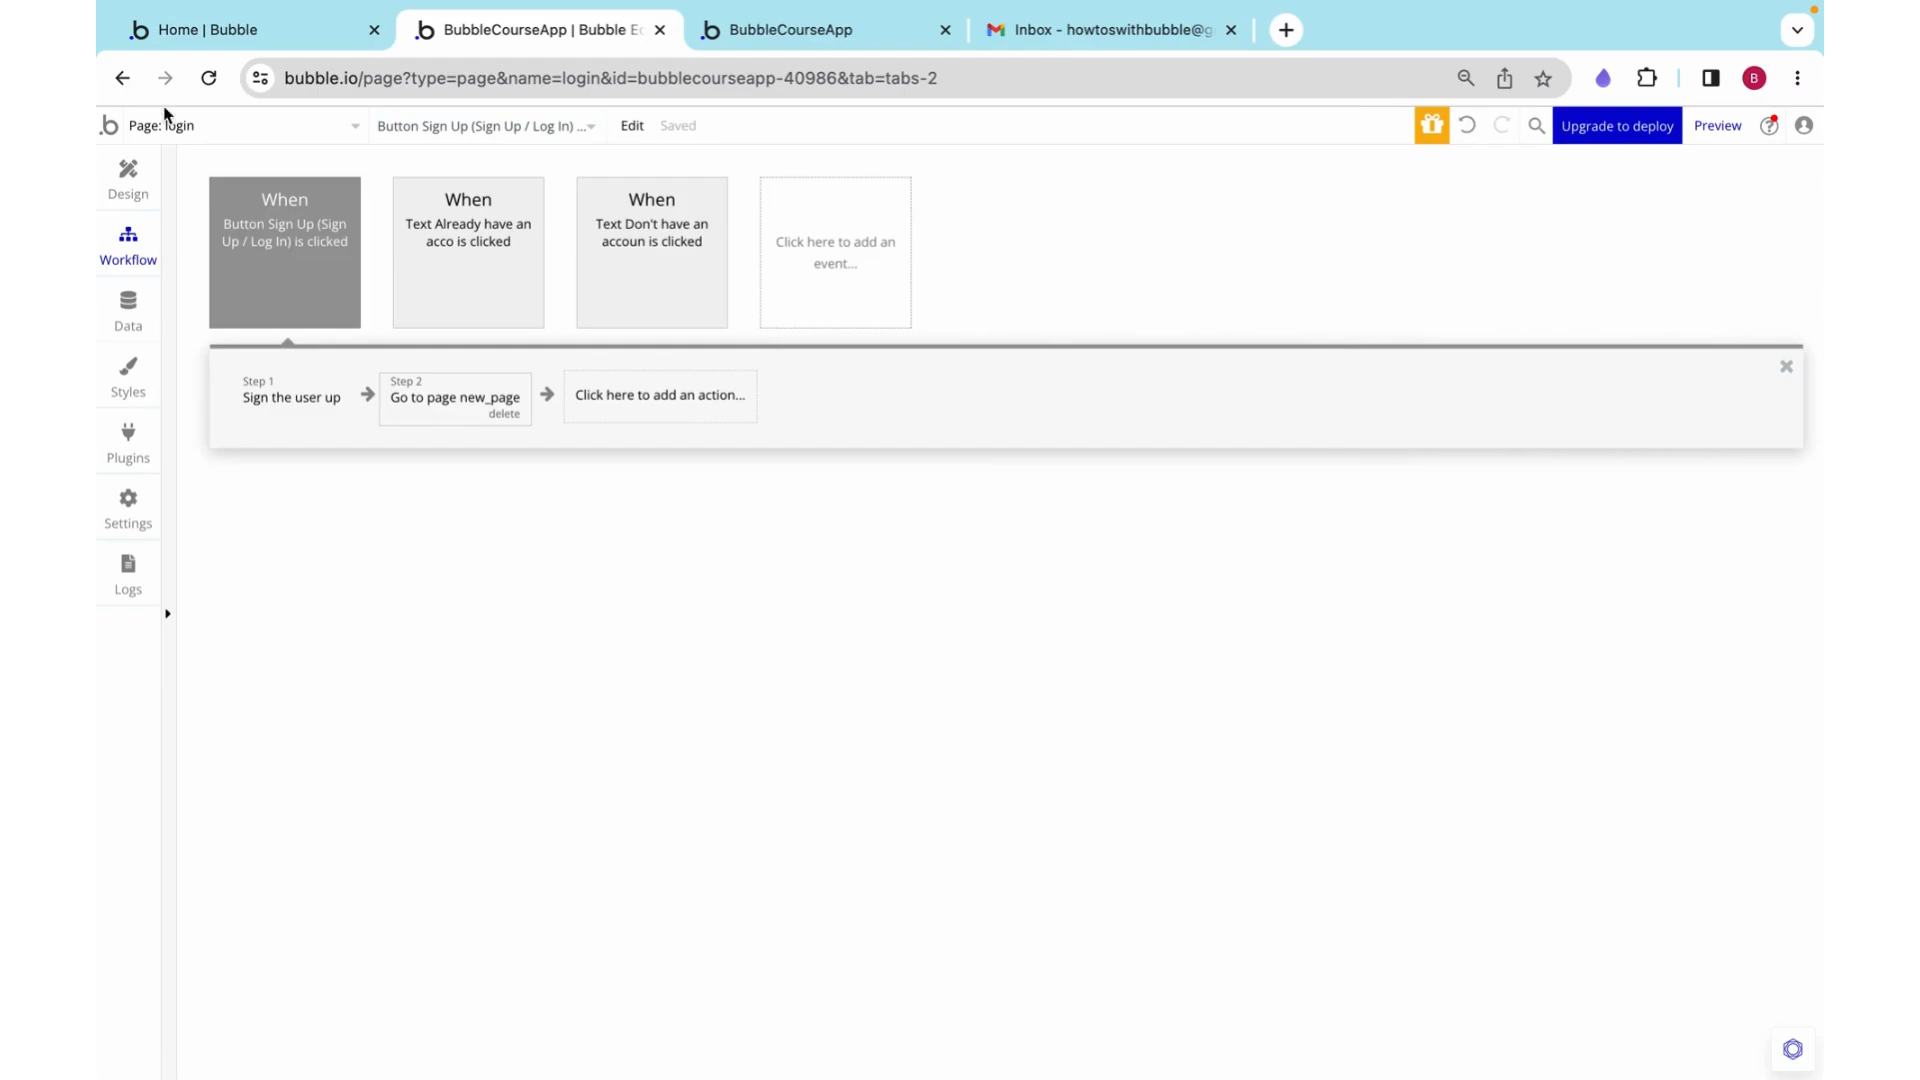 Home | Bubble
BubbleCourseApp | Bubble Ec
BubbleCourseApp
Inbox - howtoswithbubble@g
bubble.io/page?type=page&name=login&id=bubblecourseapp-40986&tab=tabs-2
B
Page: login
Button Sign Up (Sign Up / Log In) ...
Edit
Saved
Upgrade to deploy
Preview
Design
Workflow
Data
Styles
Plugins
Settings
Logs
When
Button Sign Up (Sign
Up / Log In) is clicked
When
Text Already have an
acco is clicked
When
Text Don't have an
accoun is clicked
Click here to add an
event...
Step 1
Sign the user up
Step 2
Go to page new_page
delete
Click here to add an action...